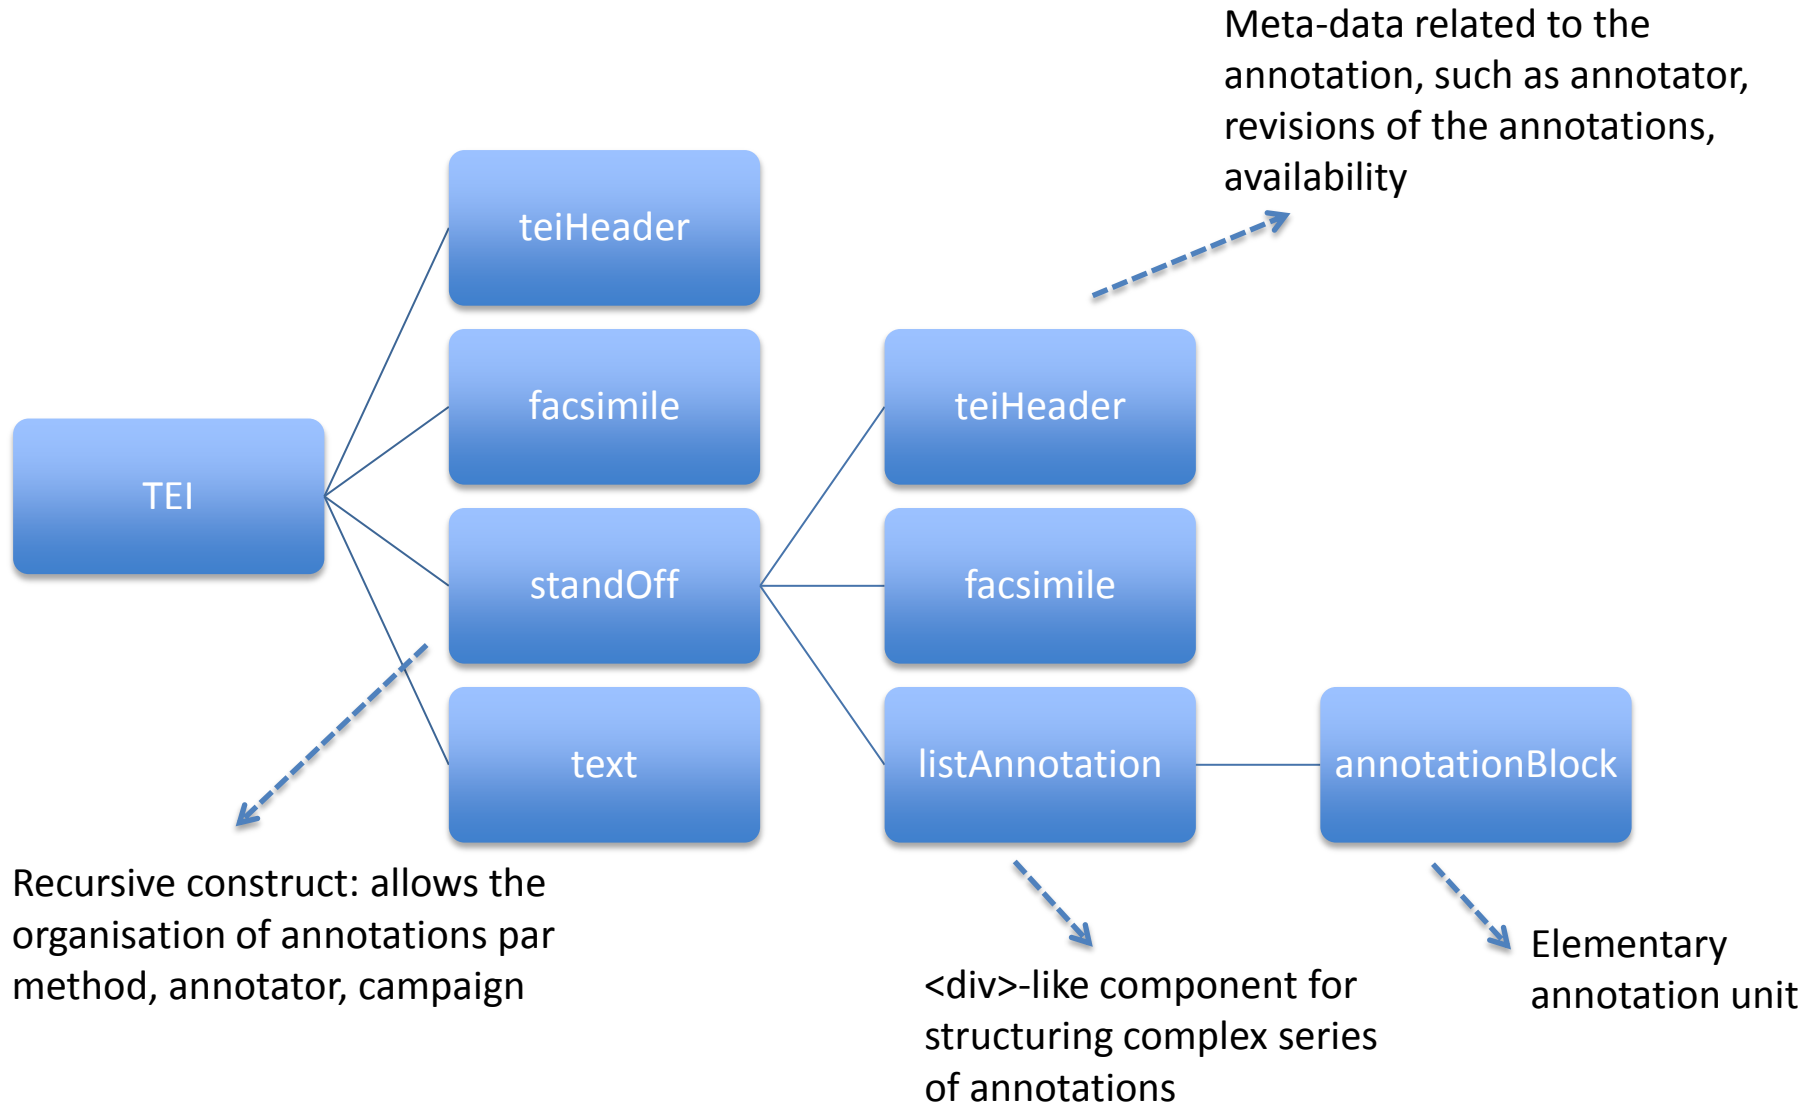 Meta-data related to the
annotation, such as annotator,
revisions of the annotations,
availability
teiHeader
facsimile
teiHeader
TEI
standOff
facsimile
text
listAnnotation
annotationBlock
Recursive construct: allows the
organisation of annotations par
method, annotator, campaign
<div>-like component for
structuring complex series
of annotations
Elementary
annotation unit